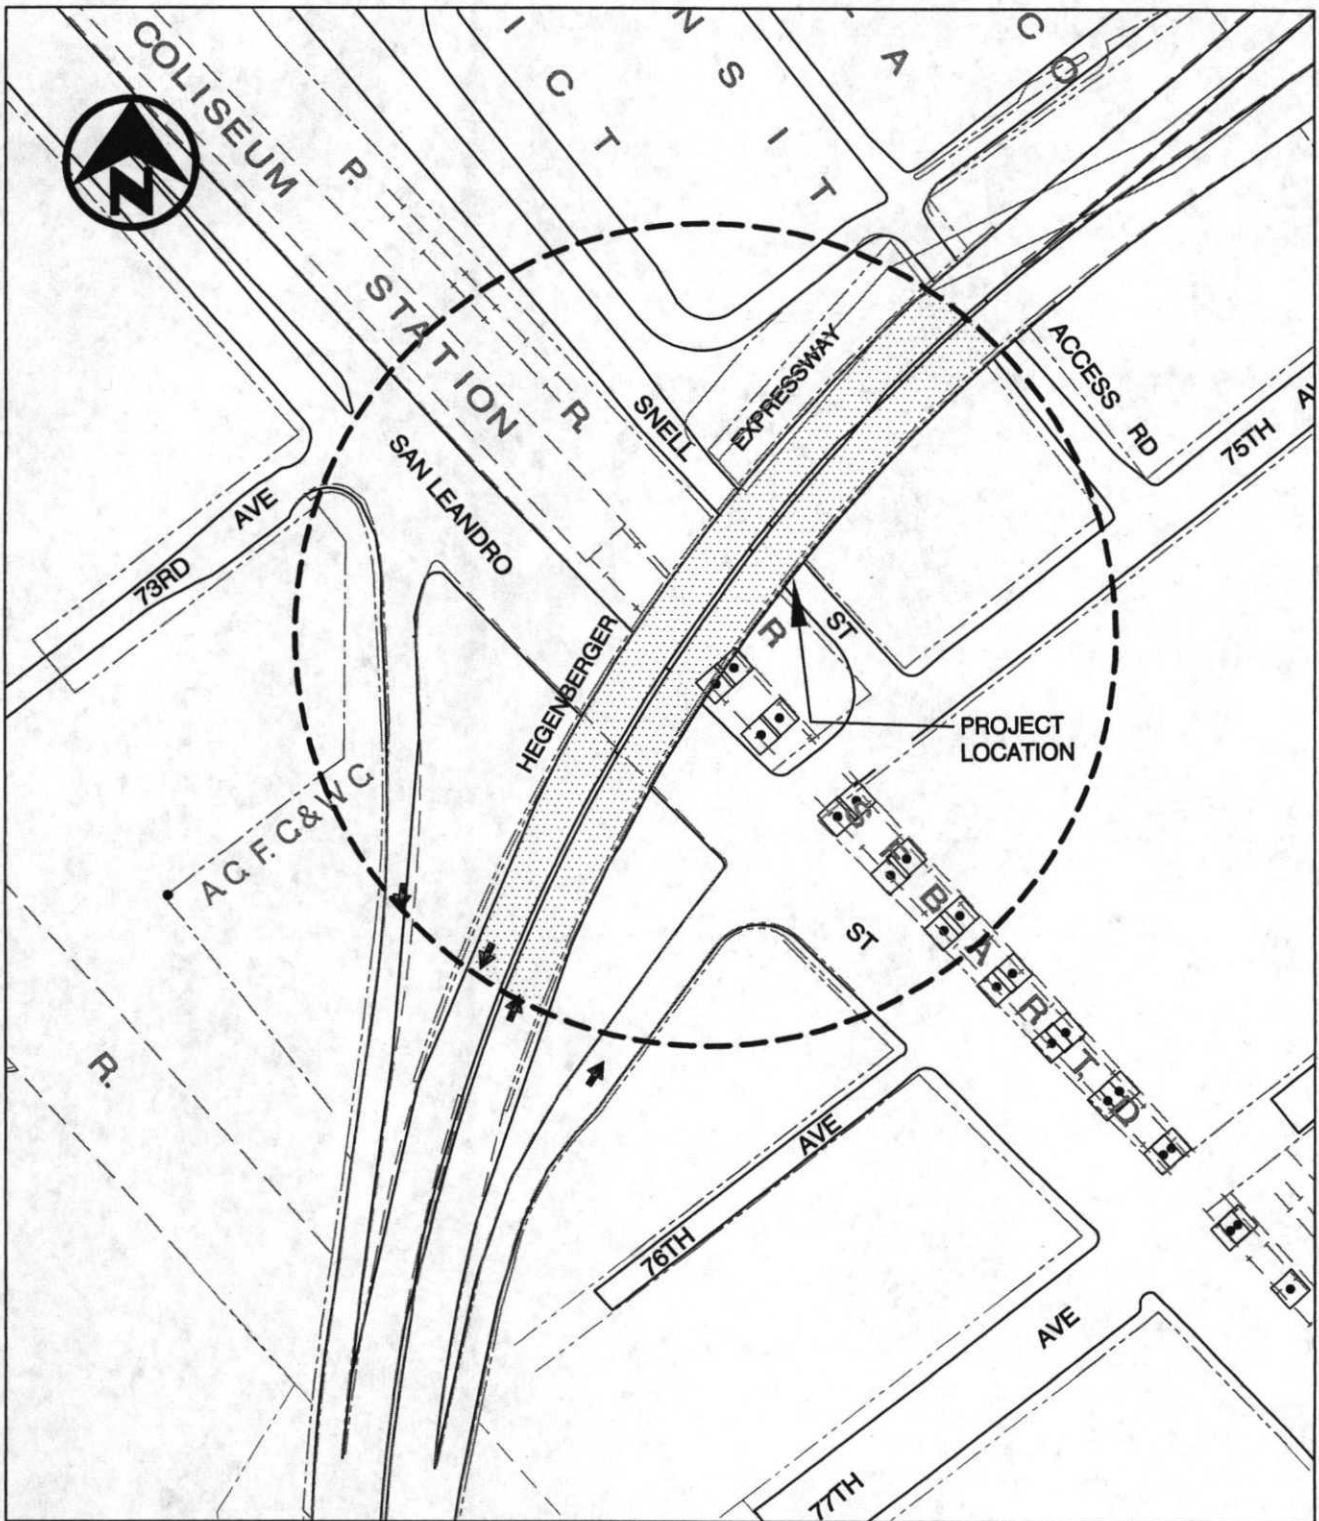 I C T
N S I T
L A
C O
COLISEUM
P.
STATION
R
N
SNELL
EXPRESSWAY
ACCESS RD
75TH AV
SAN LEANDRO
73RD AVE
ST
R
HEGENBERGER
PROJECT
LOCATION
A C. F. C. & W. C
S F B A R T D
ST
R.
76TH AVE
77TH AVE